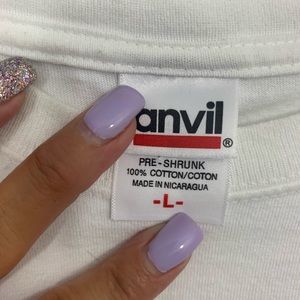 anvil®
PRE-SHRUNK
100% COTTON/COTON
MADE IN NICARAGUA
-L-